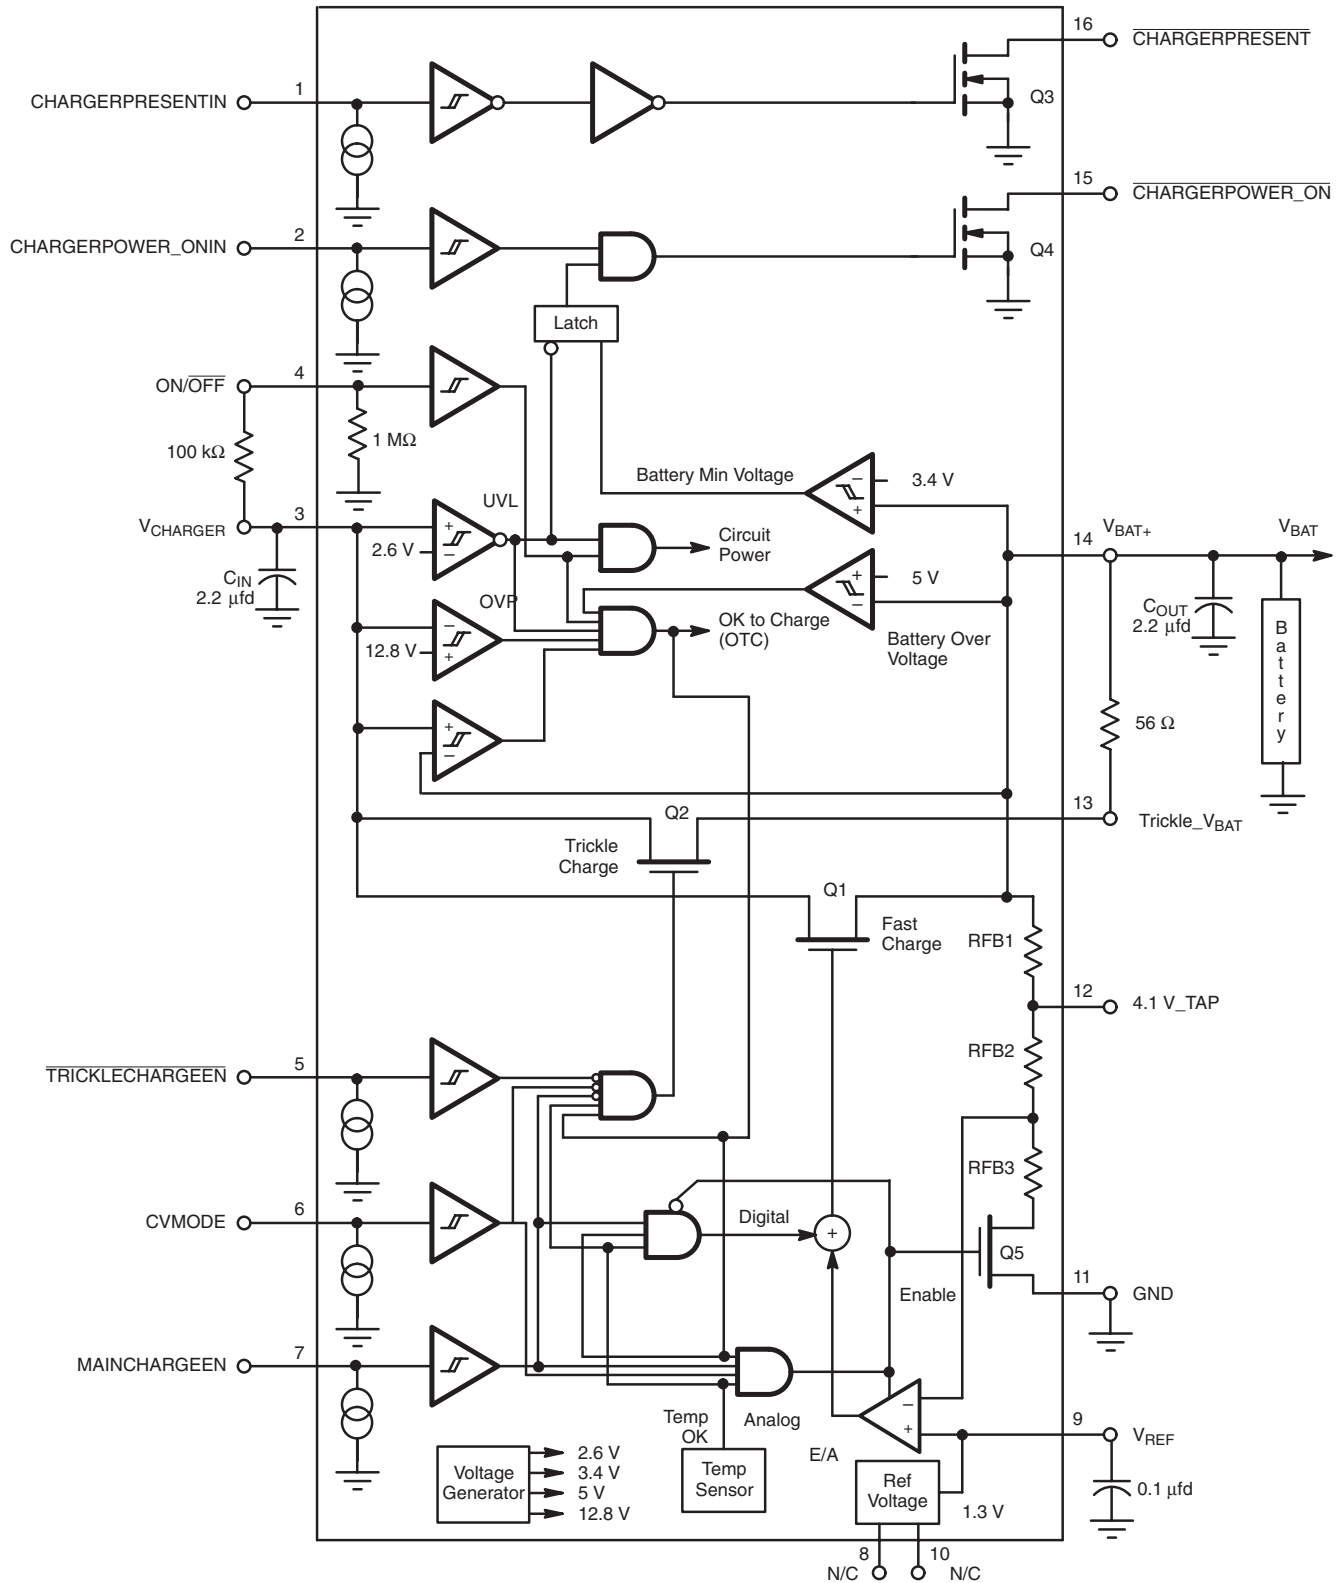 16
CHARGERPRESENT
1
CHARGERPRESENTIN
Q3
15
CHARGERPOWER_ON
2
CHARGERPOWER_ONIN
Q4
Latch
4
ON/OFF
1 MΩ
100 kΩ
Battery Min Voltage
−
3.4 V
+
UVL
3
VCHARGER
+
2.6 V
−
Circuit
Power
14
VBAT+
VBAT
CIN
2.2 μfd
+
5 V
−
OVP
OK to Charge
(OTC)
Battery Over
Voltage
COUT
2.2 μfd
Battery
−
12.8 V
+
+
−
56 Ω
Q2
13
Trickle_VBAT
Trickle
Charge
Q1
Fast
Charge
RFB1
12
4.1 V_TAP
RFB2
5
TRICKLECHARGEEN
RFB3
6
CVMODE
Digital
+
Q5
11
GND
Enable
7
MAINCHARGEEN
Temp
OK
Analog
−
+
E/A
9
VREF
0.1 μfd
Voltage
Generator
2.6 V
3.4 V
5 V
12.8 V
Temp
Sensor
Ref
Voltage
1.3 V
8
10
N/C
N/C